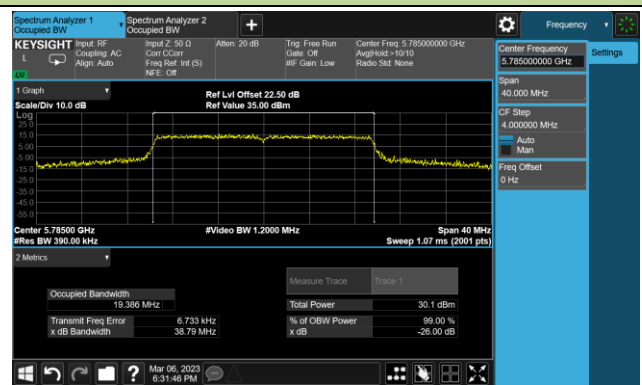 Spectrum Analyzer 1
Occupied BW
Spectrum Analyzer 2
Occupied BW
Frequency
KEYSIGHT
L
Input: RF
Coupling: AC
Align: Auto
Input Z: 50 Ω
Corr CCorr
Freq Ref: Int (S)
NFE: Off
Atten: 20 dB
Trig: Free Run
Gate: Off
#IF Gain: Low
Center Freq: 5.785000000 GHz
Avg|Hold:>10/10
Radio Std: None
Center Frequency
5.785000000 GHz
Settings
Span
40.000 MHz
CF Step
4.000000 MHz
Auto
Man
Freq Offset
0 Hz
1 Graph
Scale/Div 10.0 dB
Ref Lvl Offset 22.50 dB
Ref Value 35.00 dBm
Log
25.0
15.0
5.00
-5.00
-15.0
-25.0
-35.0
-45.0
-55.0
Center 5.78500 GHz
#Res BW 390.00 kHz
#Video BW 1.2000 MHz
Span 40 MHz
Sweep 1.07 ms (2001 pts)
2 Metrics
Measure Trace
Trace 1
Occupied Bandwidth
19.386 MHz
Total Power
30.1 dBm
Transmit Freq Error
6.733 kHz
% of OBW Power
99.00 %
x dB Bandwidth
38.79 MHz
x dB
-26.00 dB
?
Mar 06, 2023
6:31:46 PM